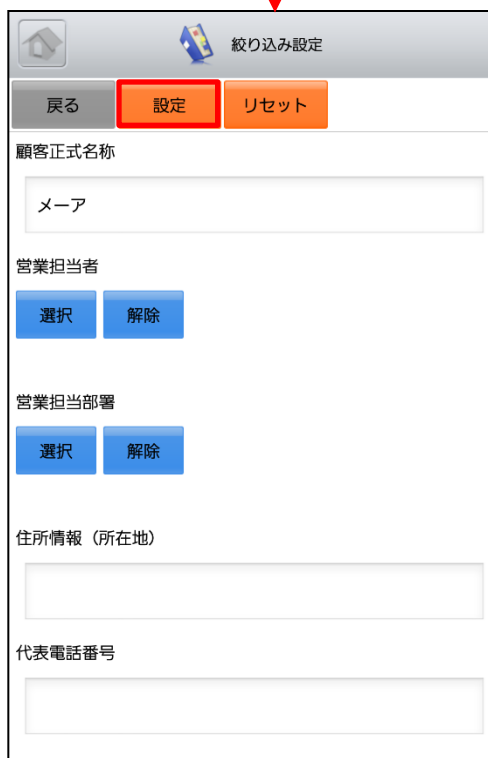 絞り込み設定
戻る 設定 リセット
顧客正式名称
メーア
営業担当者
選択 解除
営業担当部署
選択 解除
住所情報（所在地）
代表電話番号